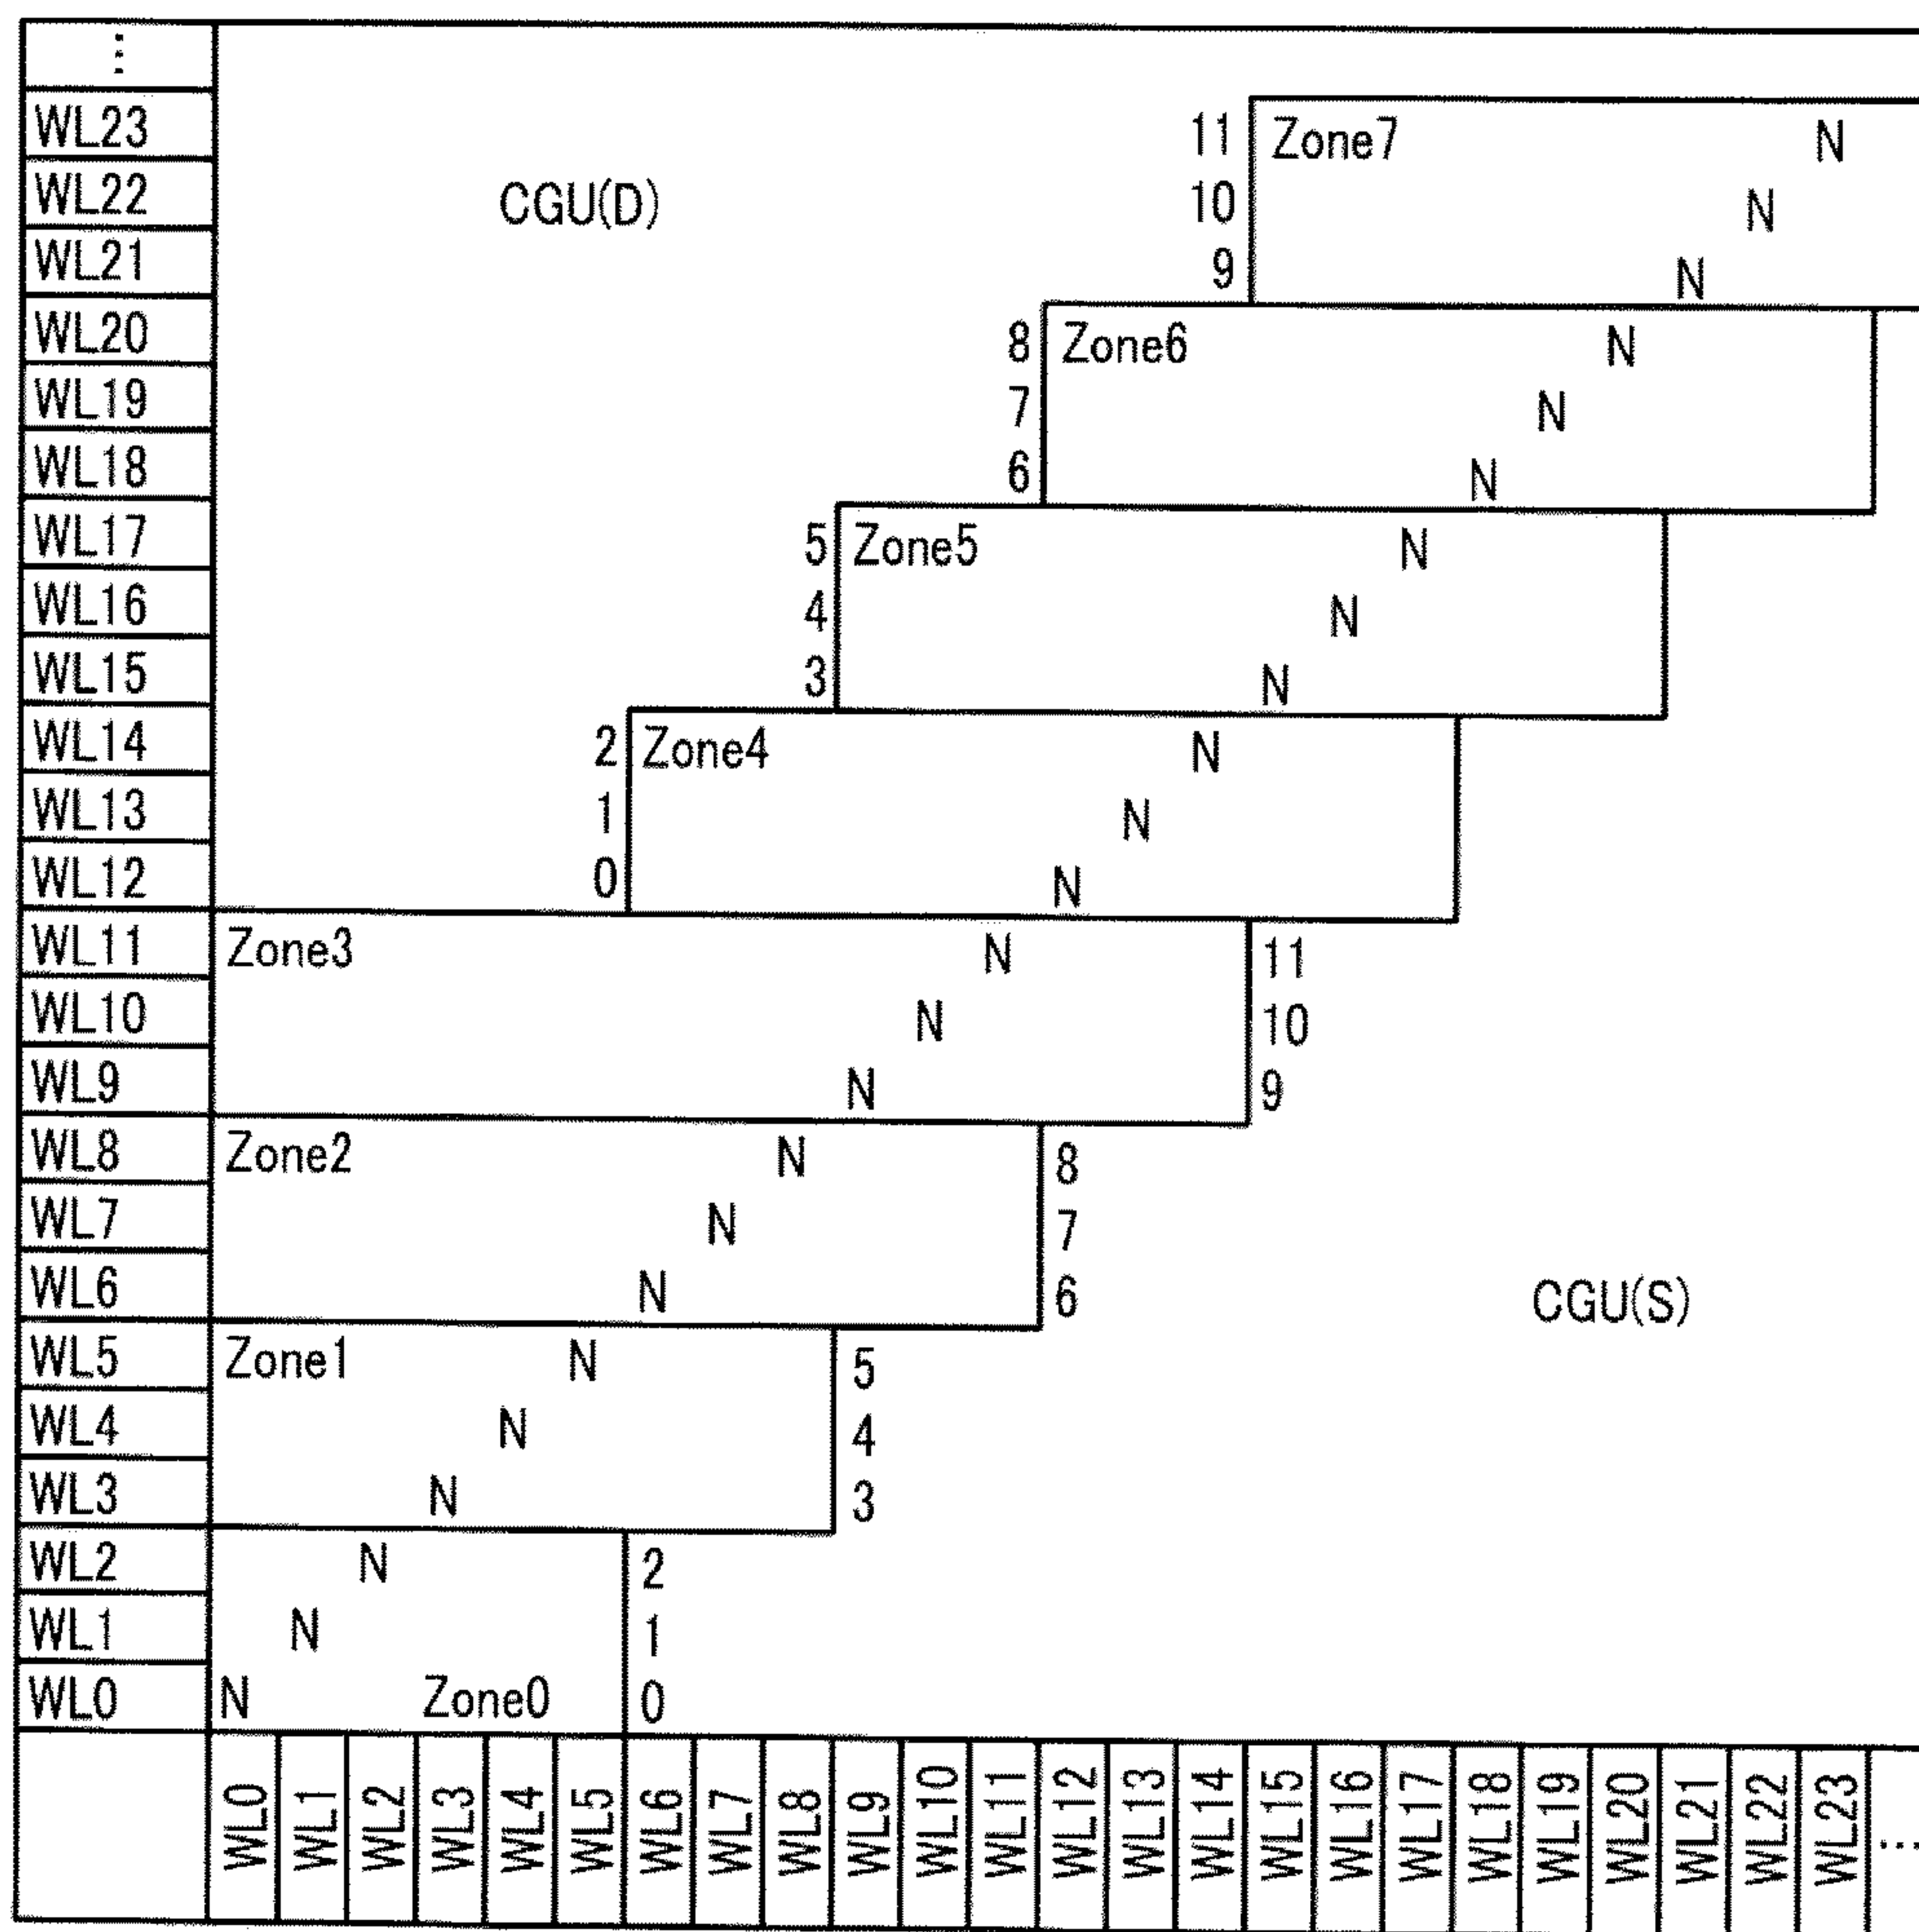 ⋮
WL23 11 Zone7 N
WL22 CGU(D) 10 N
WL21 9 N
WL20 8 Zone6 N
WL19 7 N
WL18 6 N
WL17 5 Zone5 N
WL16 4 N
WL15 3 N
WL14 2 Zone4 N
WL13 1 N
WL12 0 N
WL11 Zone3 N 11
WL10 N 10
WL9 N 9
WL8 Zone2 N 8
WL7 N 7
WL6 N 6 CGU(S)
WL5 Zone1 N 5
WL4 N 4
WL3 N 3
WL2 N 2
WL1 N 1
WL0 N Zone0 0
WL0 WL1 WL2 WL3 WL4 WL5 WL6 WL7 WL8 WL9 WL10 WL11 WL12 WL13 WL14 WL15 WL16 WL17 WL18 WL19 WL20 WL21 WL22 WL23 ...